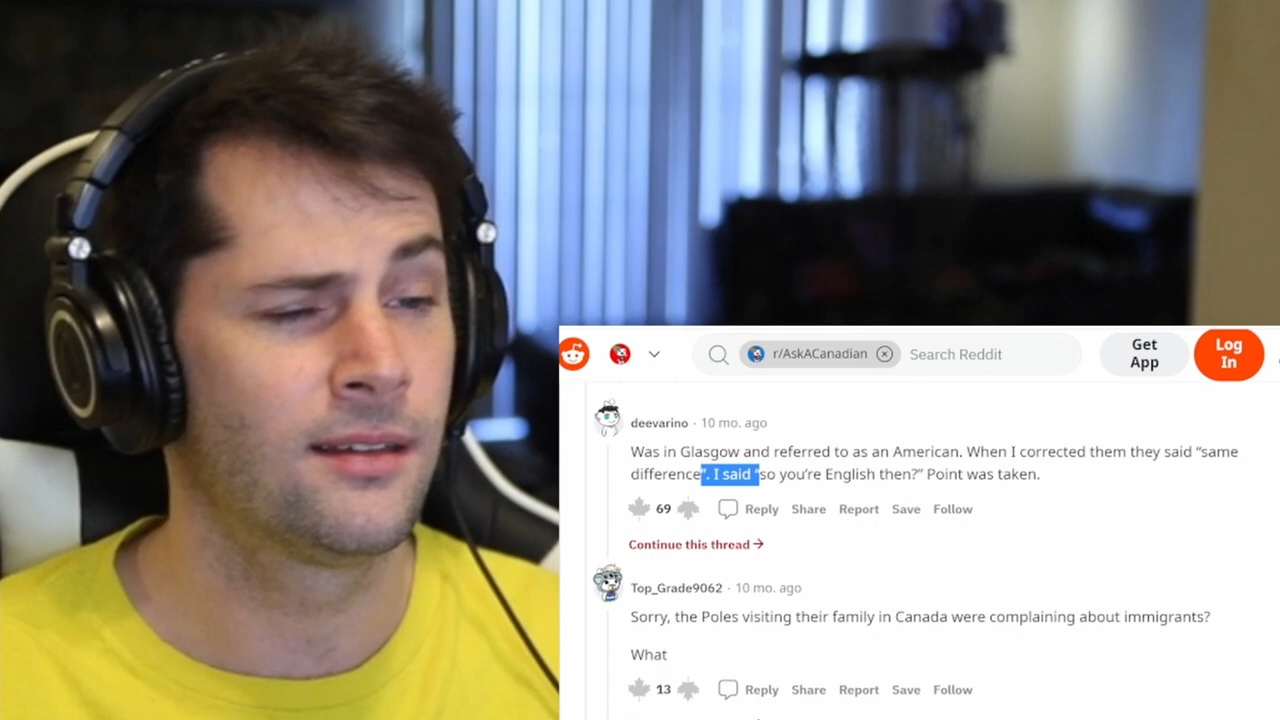 r/AskACanadian
Search Reddit
Get
App
Log
In
deevarino · 10 mo. ago
Was in Glasgow and referred to as an American. When I corrected them they said “same
difference”. I said “so you’re English then?” Point was taken.
69 Reply Share Report Save Follow
Continue this thread →
Top_Grade9062 · 10 mo. ago
Sorry, the Poles visiting their family in Canada were complaining about immigrants?
What
13 Reply Share Report Save Follow